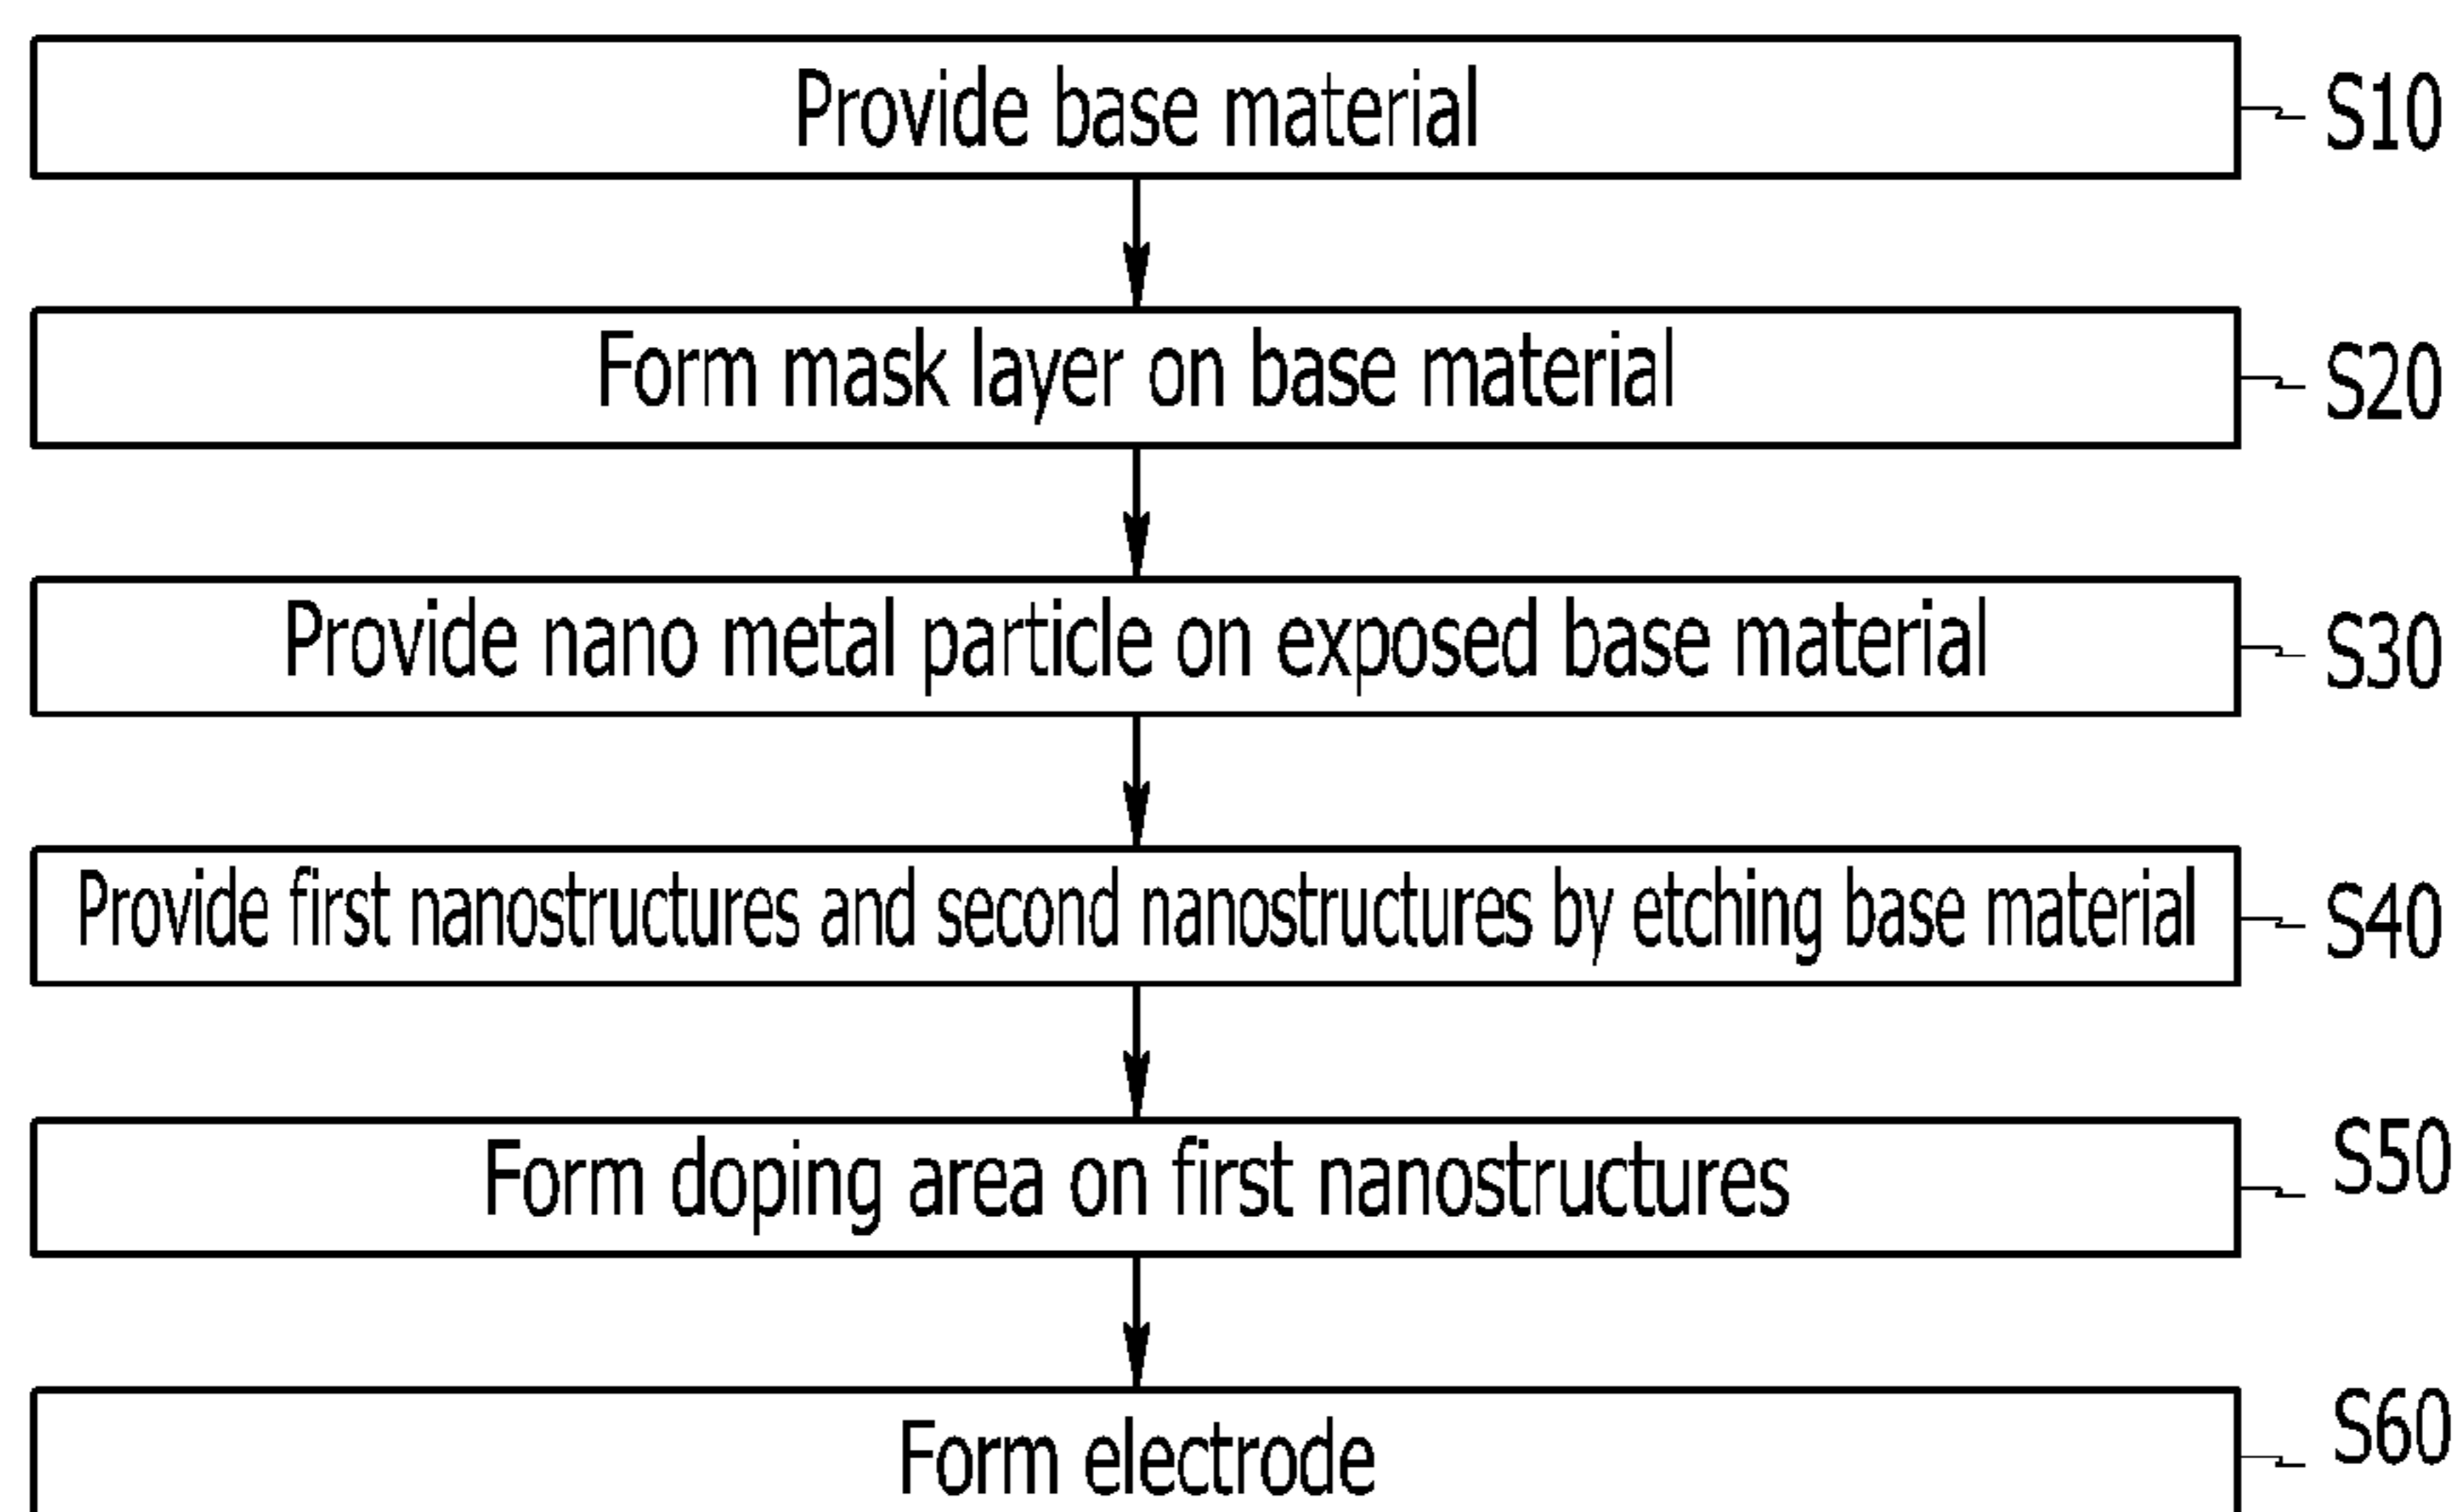 Provide base material S10
Form mask layer on base material S20
Provide nano metal particle on exposed base material S30
Provide first nanostructures and second nanostructures by etching base material S40
Form doping area on first nanostructures S50
Form electrode S60